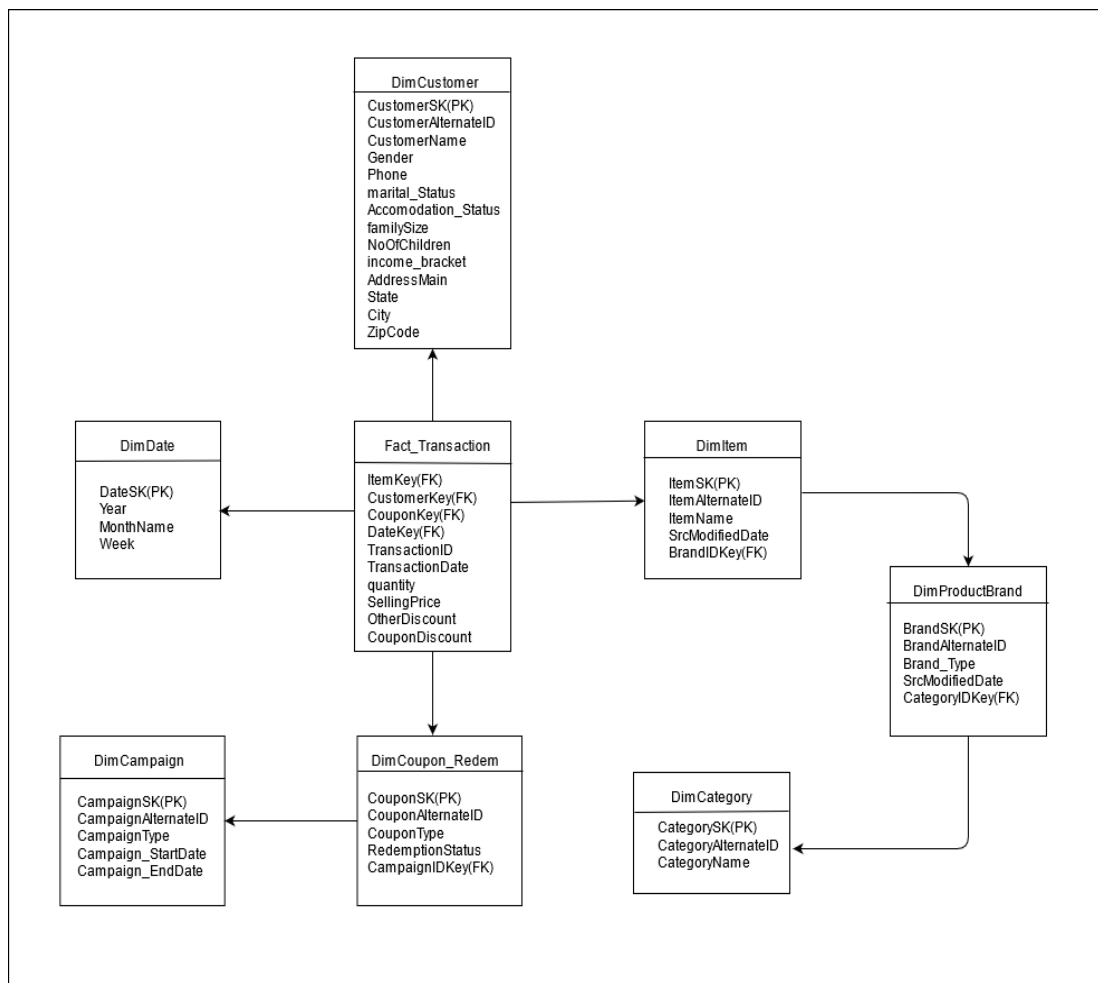 DimCustomer
CustomerSK(PK)
CustomerAlternateID
CustomerName
Gender
Phone
marital_Status
Accomodation_Status
familySize
NoOfChildren
income_bracket
AddressMain
State
City
ZipCode
DimDate
DateSK(PK)
Year
MonthName
Week
Fact_Transaction
ItemKey(FK)
CustomerKey(FK)
CouponKey(FK)
DateKey(FK)
TransactionID
TransactionDate
quantity
SellingPrice
OtherDiscount
CouponDiscount
DimItem
ItemSK(PK)
ItemAlternateID
ItemName
SrcModifiedDate
BrandIDKey(FK)
DimProductBrand
BrandSK(PK)
BrandAlternateID
Brand_Type
SrcModifiedDate
CategoryIDKey(FK)
DimCampaign
CampaignSK(PK)
CampaignAlternateID
CampaignType
Campaign_StartDate
Campaign_EndDate
DimCoupon_Redem
CouponSK(PK)
CouponAlternateID
CouponType
RedemptionStatus
CampaignIDKey(FK)
DimCategory
CategorySK(PK)
CategoryAlternateID
CategoryName